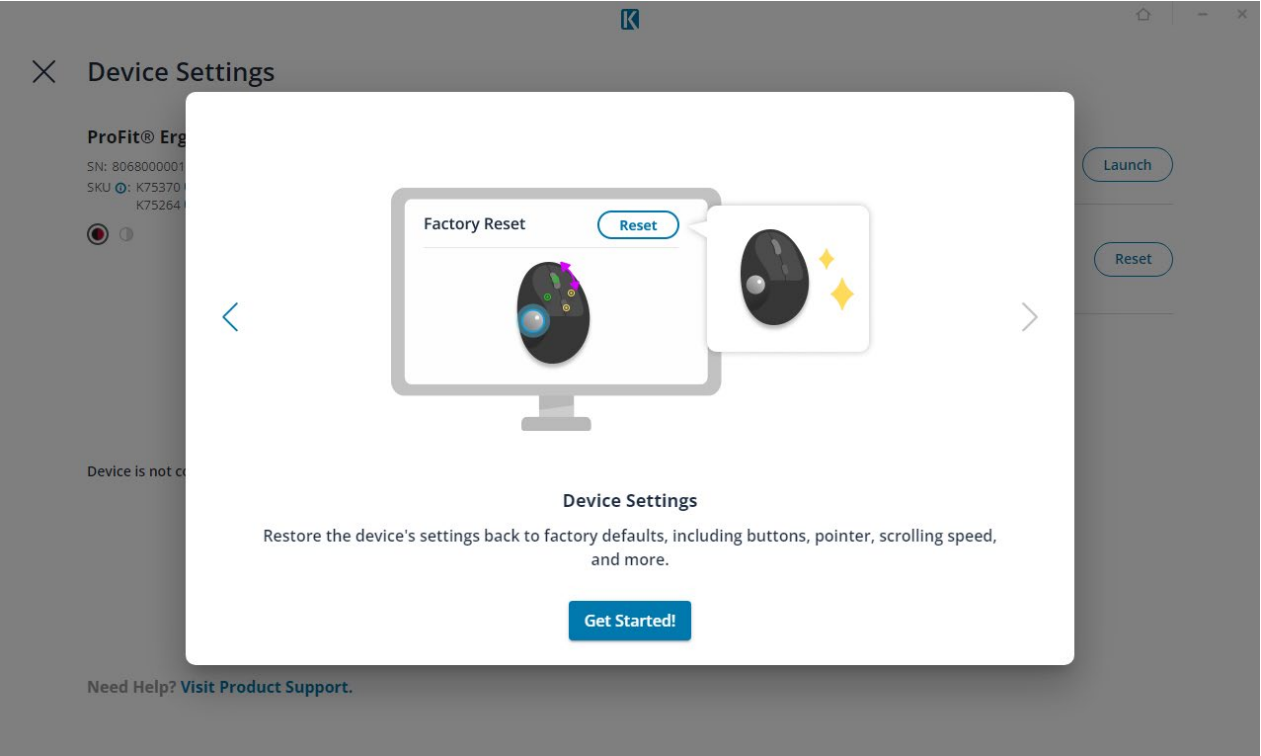 Device Settings
ProFit® Erg
SN: 8068000001
SKU : K75370
K75264
Launch
Reset
Factory Reset
Reset
Device is not co
Device Settings
Restore the device's settings back to factory defaults, including buttons, pointer, scrolling speed,
and more.
Get Started!
Need Help? Visit Product Support.